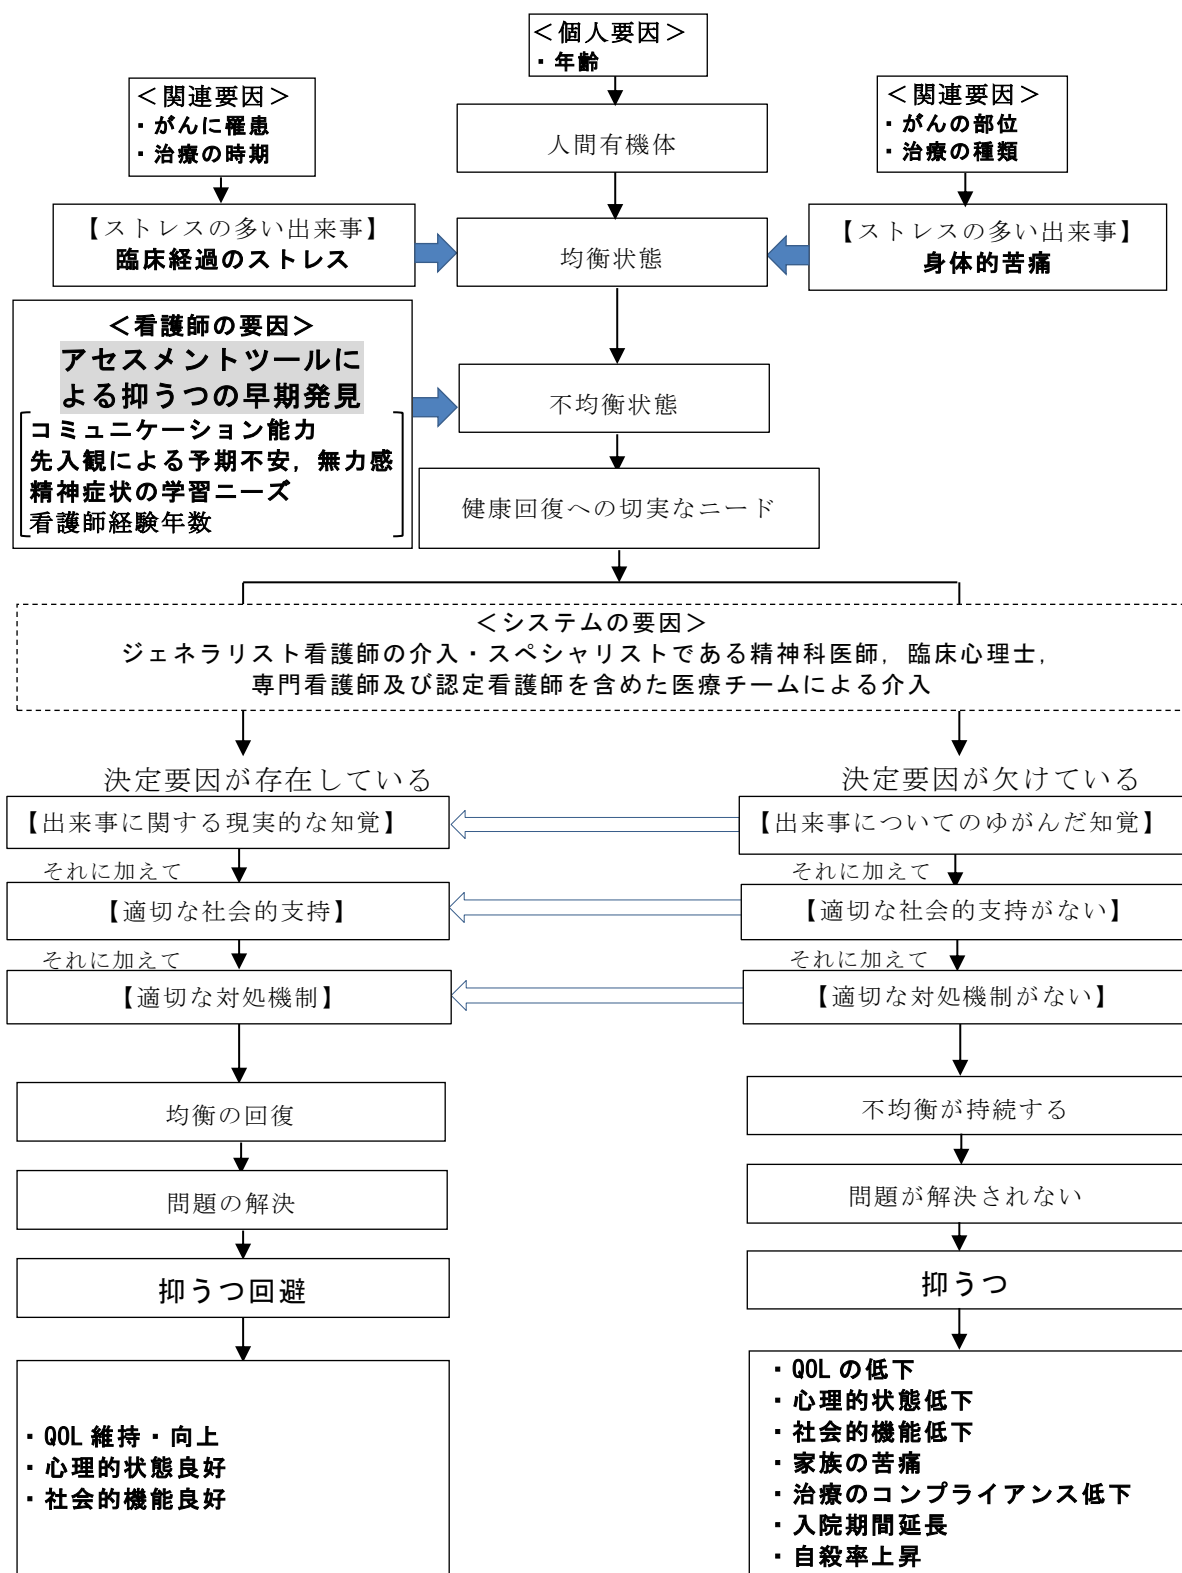 ＜個人要因＞
・年齢
＜関連要因＞
・がんに罹患
・治療の時期
人間有機体
＜関連要因＞
・がんの部位
・治療の種類
【ストレスの多い出来事】
臨床経過のストレス
均衡状態
【ストレスの多い出来事】
身体的苦痛
＜看護師の要因＞
アセスメントツールに
よる抑うつの早期発見
コミュニケーション能力
先入観による予期不安，無力感
精神症状の学習ニーズ
看護師経験年数
不均衡状態
健康回復への切実なニード
＜システムの要因＞
ジェネラリスト看護師の介入・スペシャリストである精神科医師，臨床心理士，
専門看護師及び認定看護師を含めた医療チームによる介入
決定要因が存在している
決定要因が欠けている
【出来事に関する現実的な知覚】
【出来事についてのゆがんだ知覚】
それに加えて
それに加えて
【適切な社会的支持】
【適切な社会的支持がない】
それに加えて
それに加えて
【適切な対処機制】
【適切な対処機制がない】
均衡の回復
不均衡が持続する
問題の解決
問題が解決されない
抑うつ回避
抑うつ
・QOL 維持・向上
・心理的状態良好
・社会的機能良好
・QOL の低下
・心理的状態低下
・社会的機能低下
・家族の苦痛
・治療のコンプライアンス低下
・入院期間延長
・自殺率上昇